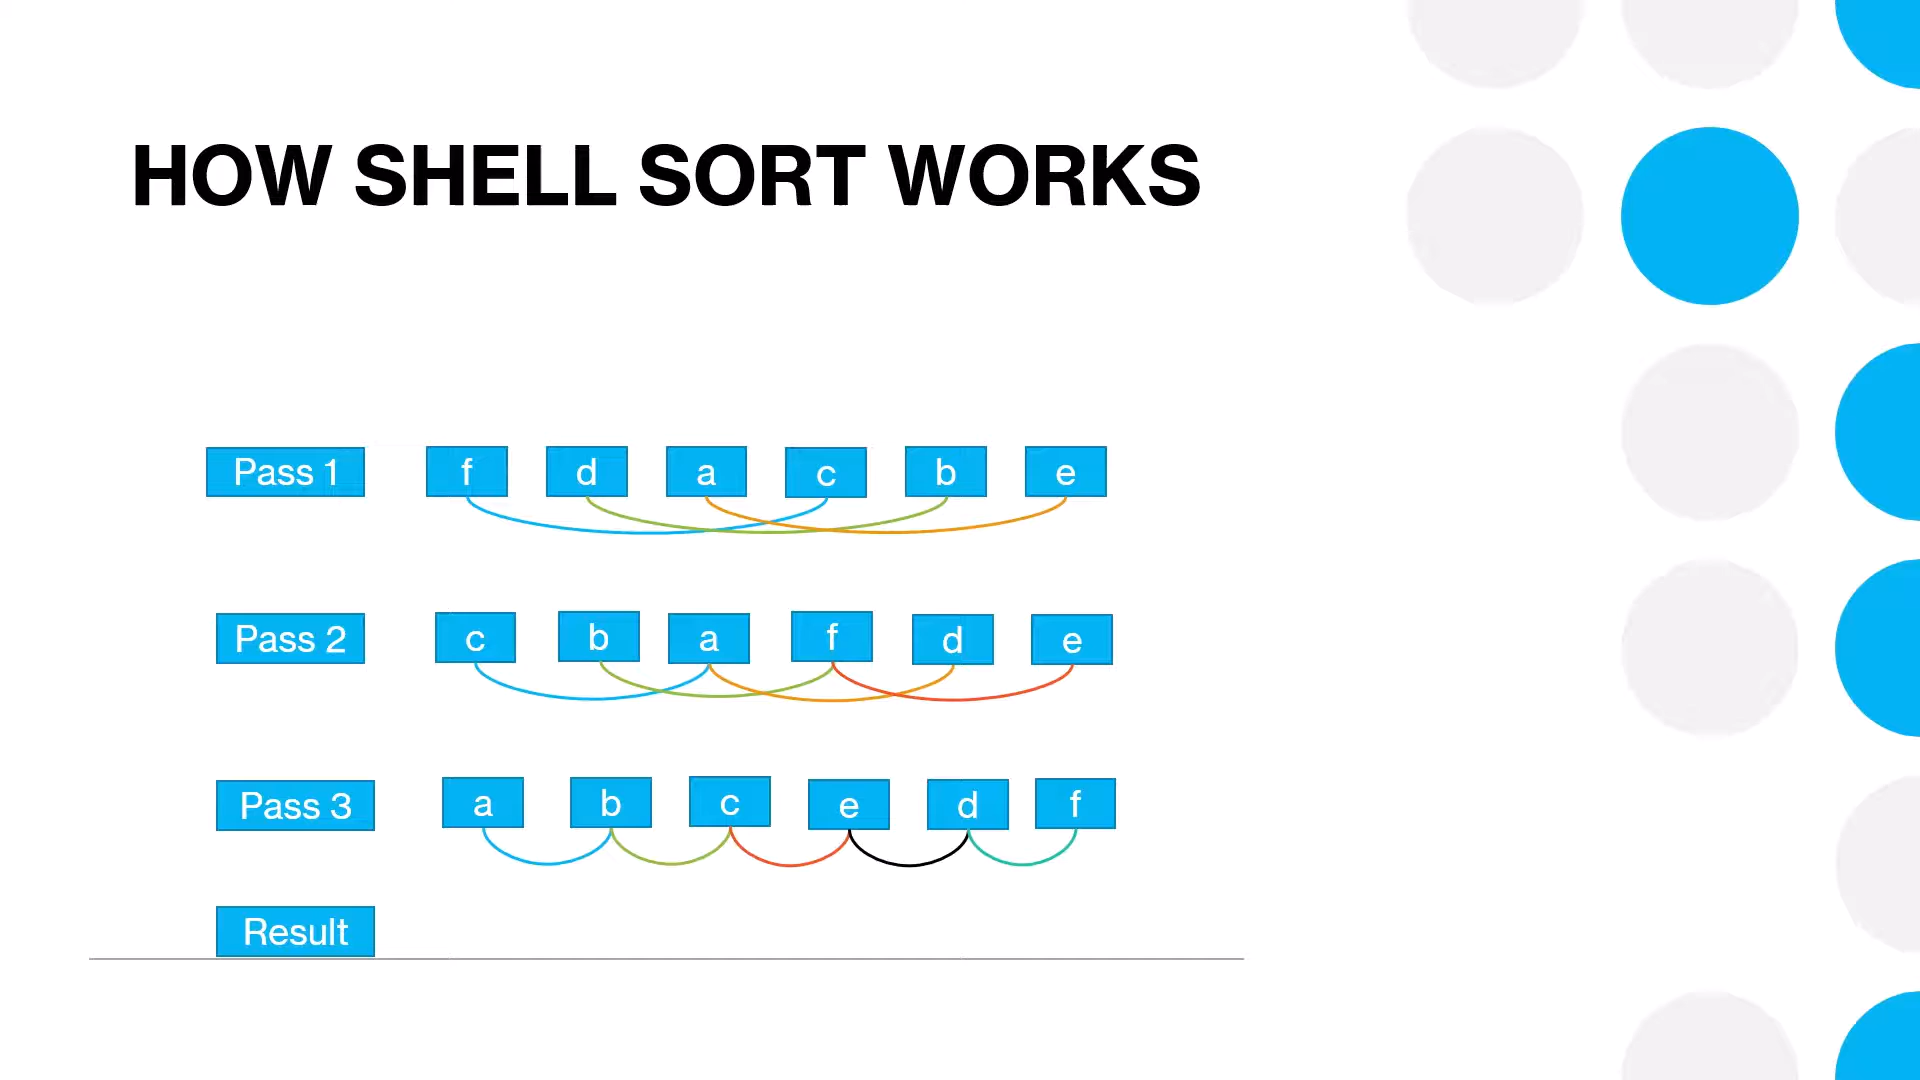 HOW SHELL SORT WORKS
Pass 1 f d a c b e
Pass 2 c b a f d e
Pass 3 a b c e d f
Result